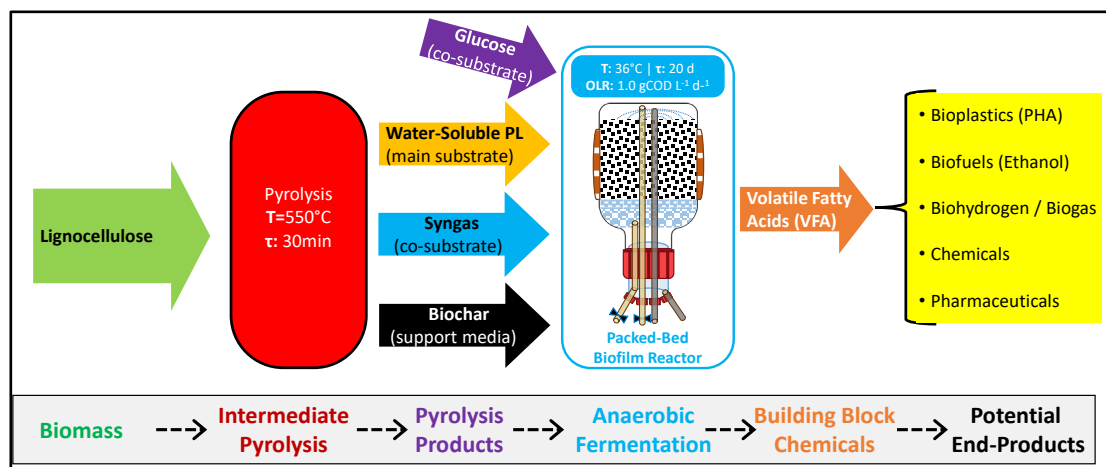 Lignocellulose
Pyrolysis
T=550°C
τ: 30min
Glucose
(co-substrate)
Water-Soluble PL
(main substrate)
Syngas
(co-substrate)
Biochar
(support media)
T: 36°C | τ: 20 d
OLR: 1.0 gCOD L⁻¹ d-¹
Packed-Bed
Biofilm Reactor
Volatile Fatty
Acids (VFA)
• Bioplastics (PHA)
• Biofuels (Ethanol)
• Biohydrogen / Biogas
• Chemicals
• Pharmaceuticals
Biomass
Intermediate
Pyrolysis
Pyrolysis
Products
Anaerobic
Fermentation
Building Block
Chemicals
Potential
End-Products